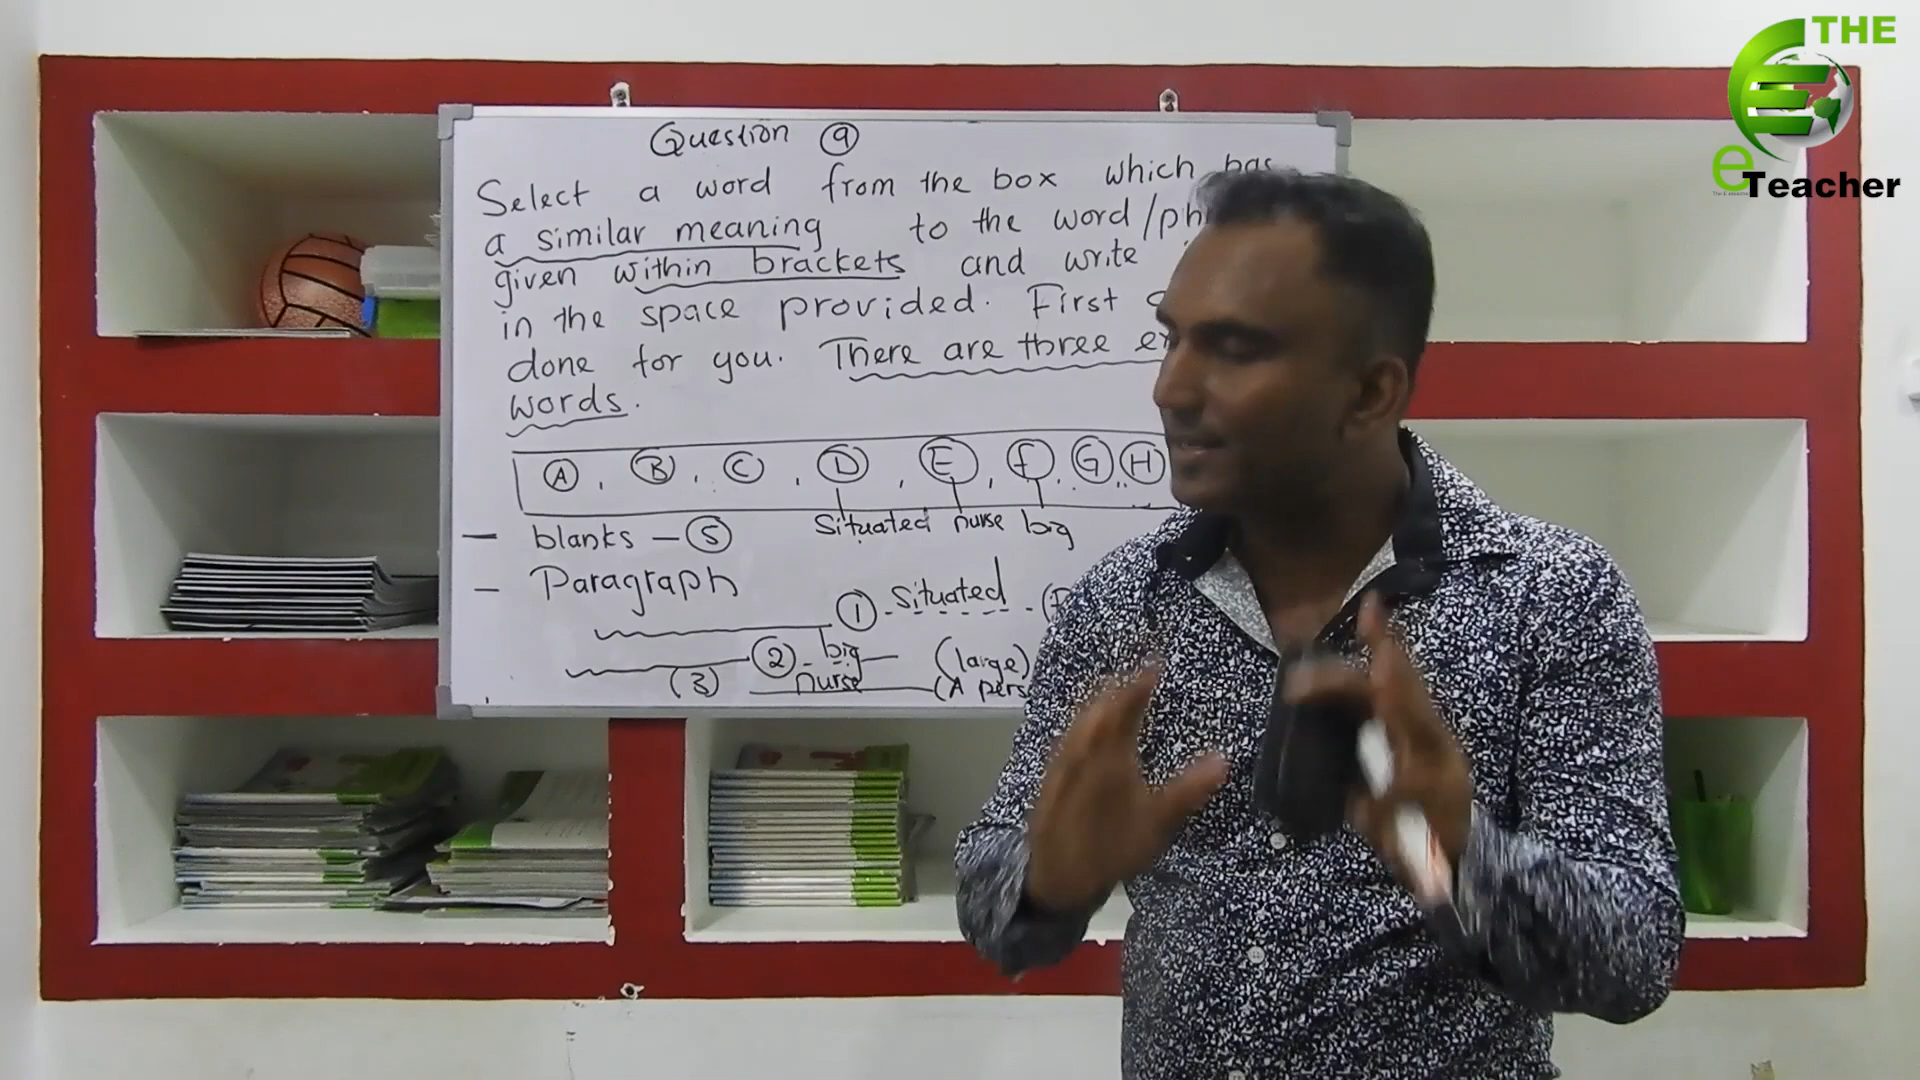 THE
E
e
Teacher
Question 9
Select a word from the box which has
a similar meaning to the word/ph
given within brackets and write
in the space provided. First
done for you. There are three
words.
A, B, C, D, E, F, G, H
Situated nurse big
- blanks - 5
- Paragraph
1 Situated
2 big (large)
(3) nurse (A pers